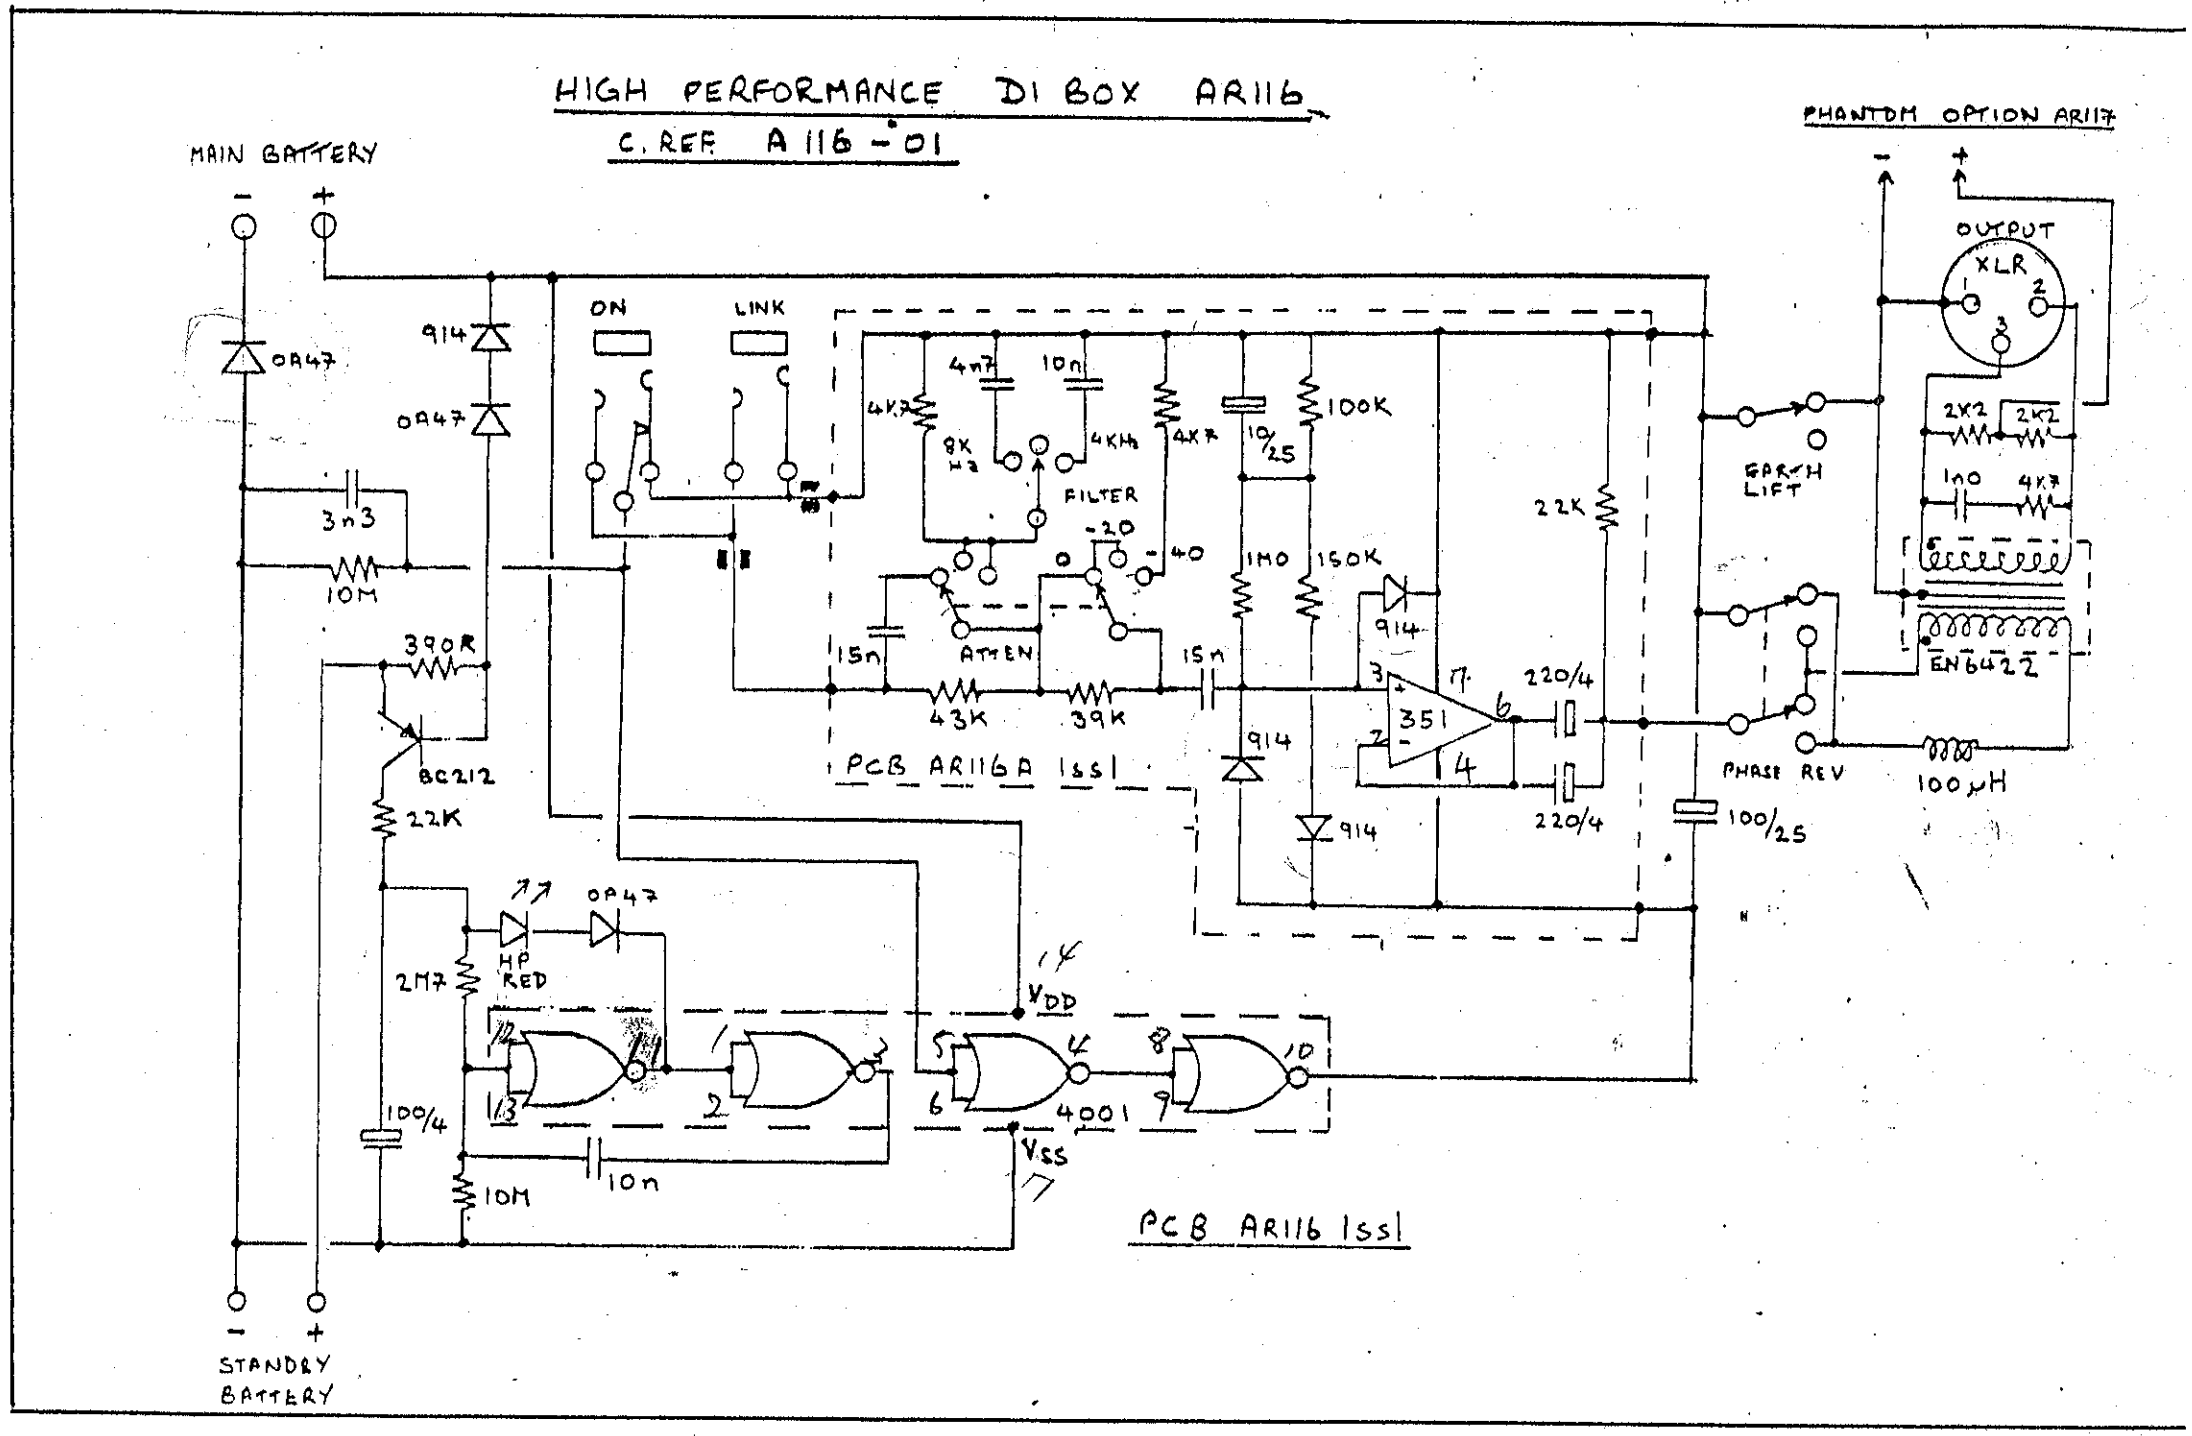 HIGH PERFORMANCE DI BOX AR116
C. REF. A 116 - 01
PHANTOM OPTION AR117
- +
MAIN BATTERY
- +
OUTPUT
XLR
1 2
3
ON LINK
914
OA47
OA47
4n7 10n
4K7
8K
Hz
4KHz
4K7
10/25
100K
FILTER
-20
0 -40
3n3
10M
22K
1M0 150K
EARTH
LIFT
2K2 2K2
1n0 4K7
914
390R
15n
ATTEN
15n
EN6422
43K 39K
3 +
351
2 -
7
6
4
220/4
220/4
914
BC212
PCB AR116A Iss1
PHASE REV
100µH
22K
914
100/25
OA47
HP
RED
2M7
14
VDD
12 11
13
1
2 3
5 4
6 4001
8 10
9
100/4
10n
10M
VSS
7
PCB AR116 Iss1
- +
STANDBY
BATTERY